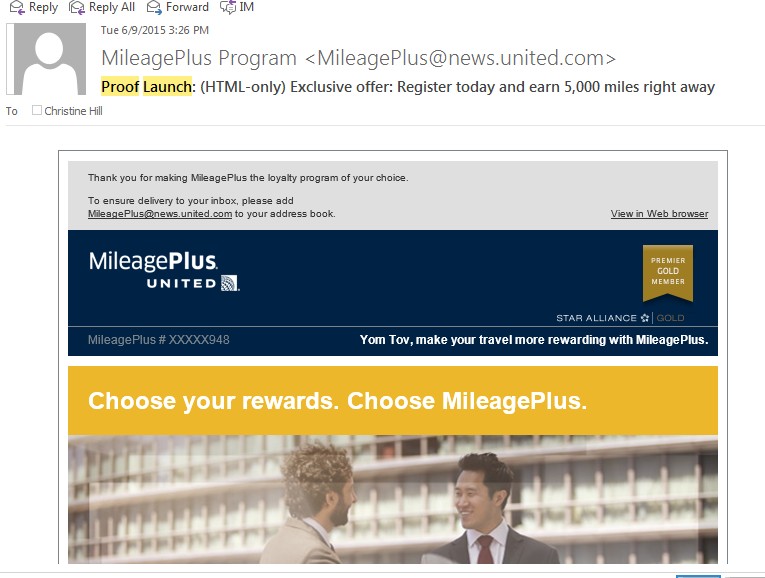 Reply Reply All Forward IM
Tue 6/9/2015 3:26 PM
MileagePlus Program <MileagePlus@news.united.com>
Proof Launch: (HTML-only) Exclusive offer: Register today and earn 5,000 miles right away
To Christine Hill
Thank you for making MileagePlus the loyalty program of your choice.
To ensure delivery to your inbox, please add
MileagePlus@news.united.com to your address book. View in Web browser
MileagePlus.
UNITED
PREMIER
GOLD
MEMBER
STAR ALLIANCE GOLD
MileagePlus # XXXXX948 Yom Tov, make your travel more rewarding with MileagePlus.
Choose your rewards. Choose MileagePlus.